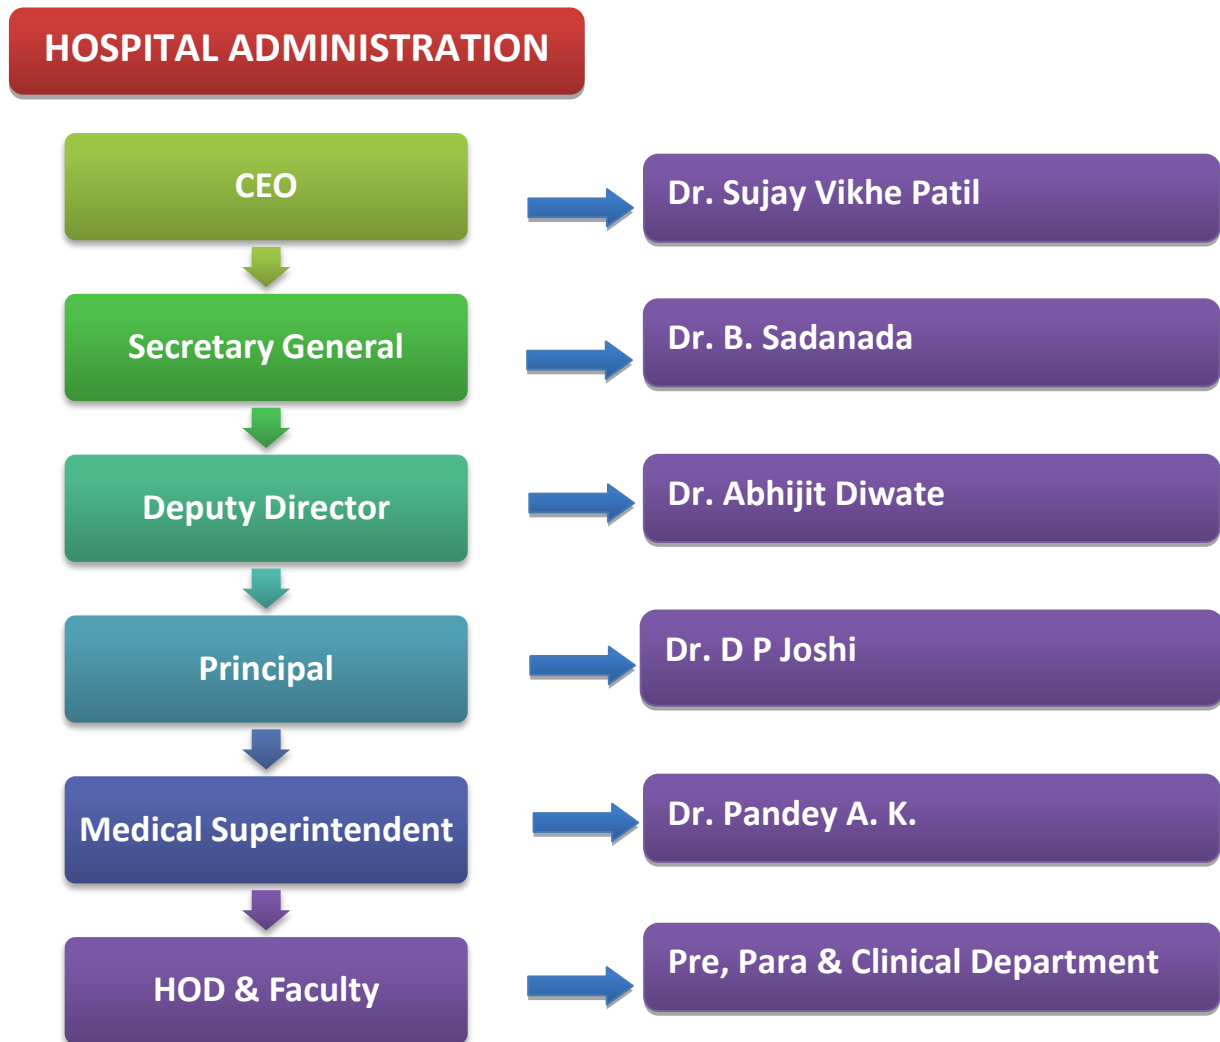 HOSPITAL ADMINISTRATION
CEO
Dr. Sujay Vikhe Patil
Secretary General
Dr. B. Sadanada
Deputy Director
Dr. Abhijit Diwate
Principal
Dr. D P Joshi
Medical Superintendent
Dr. Pandey A. K.
HOD & Faculty
Pre, Para & Clinical Department